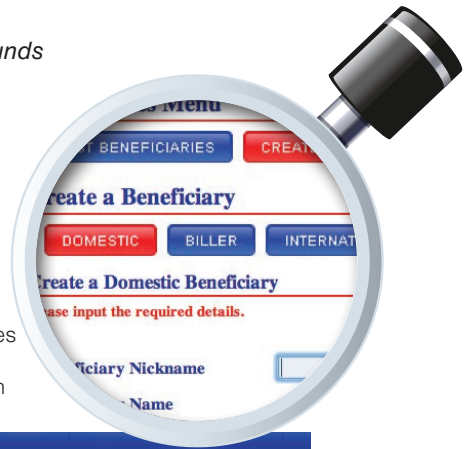 unds
Menu
T BENEFICIARIES CREAT
reate a Beneficiary
DOMESTIC BILLER INTERNAT
Create a Domestic Beneficiary
ase input the required details.
es
ficiary Nickname
n
Name